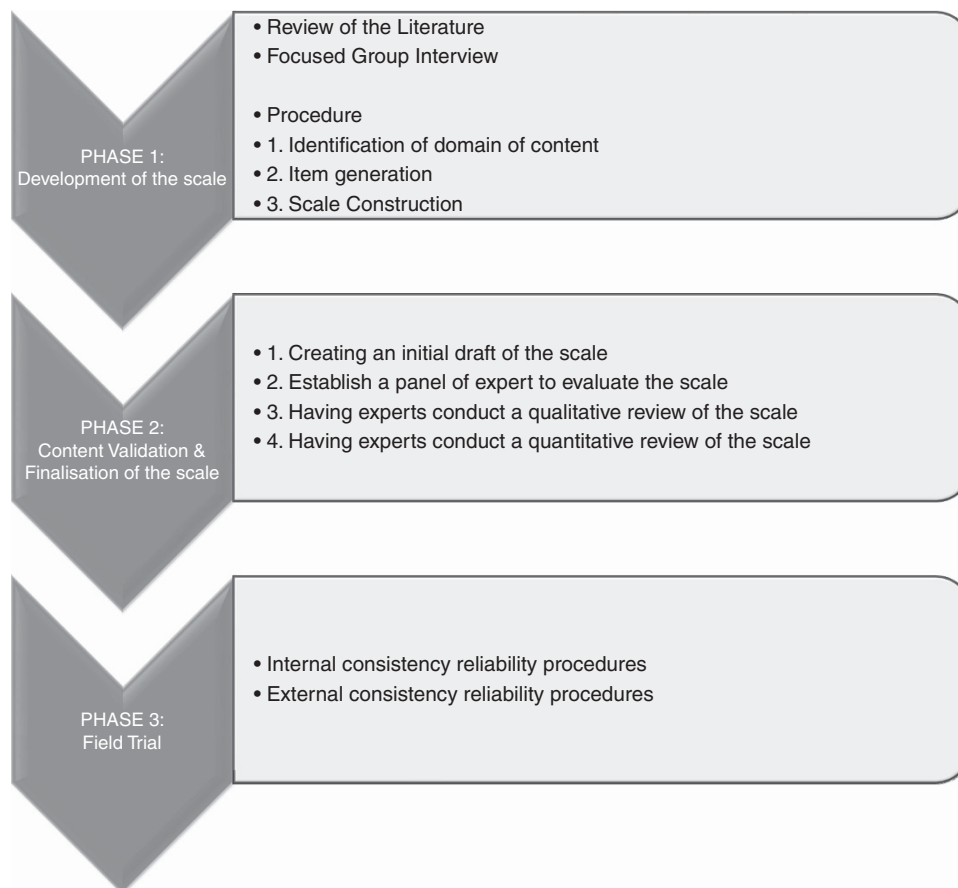 PHASE 1:
Development of the scale
• Review of the Literature
• Focused Group Interview
• Procedure
• 1. Identification of domain of content
• 2. Item generation
• 3. Scale Construction
PHASE 2:
Content Validation &
Finalisation of the scale
• 1. Creating an initial draft of the scale
• 2. Establish a panel of expert to evaluate the scale
• 3. Having experts conduct a qualitative review of the scale
• 4. Having experts conduct a quantitative review of the scale
PHASE 3:
Field Trial
• Internal consistency reliability procedures
• External consistency reliability procedures